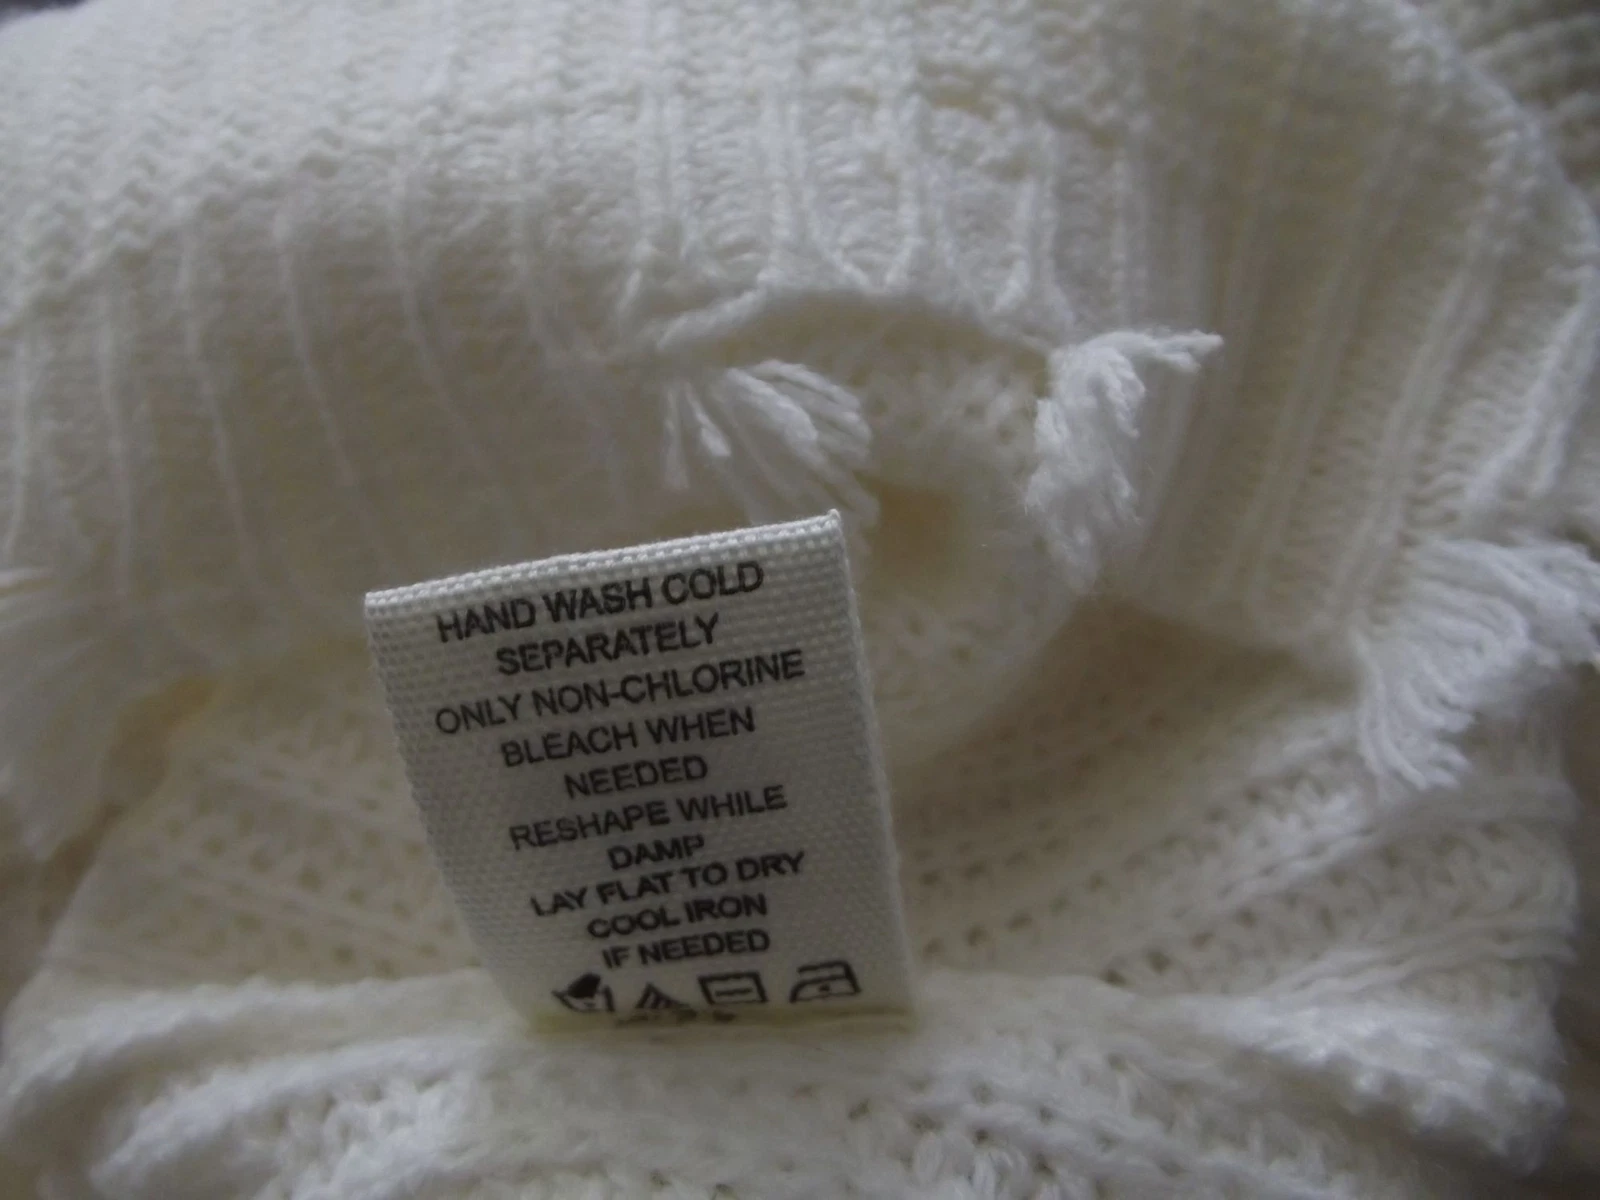 HAND WASH COLD
SEPARATELY
ONLY NON-CHLORINE
BLEACH WHEN
NEEDED
RESHAPE WHILE
DAMP
LAY FLAT TO DRY
COOL IRON
IF NEEDED